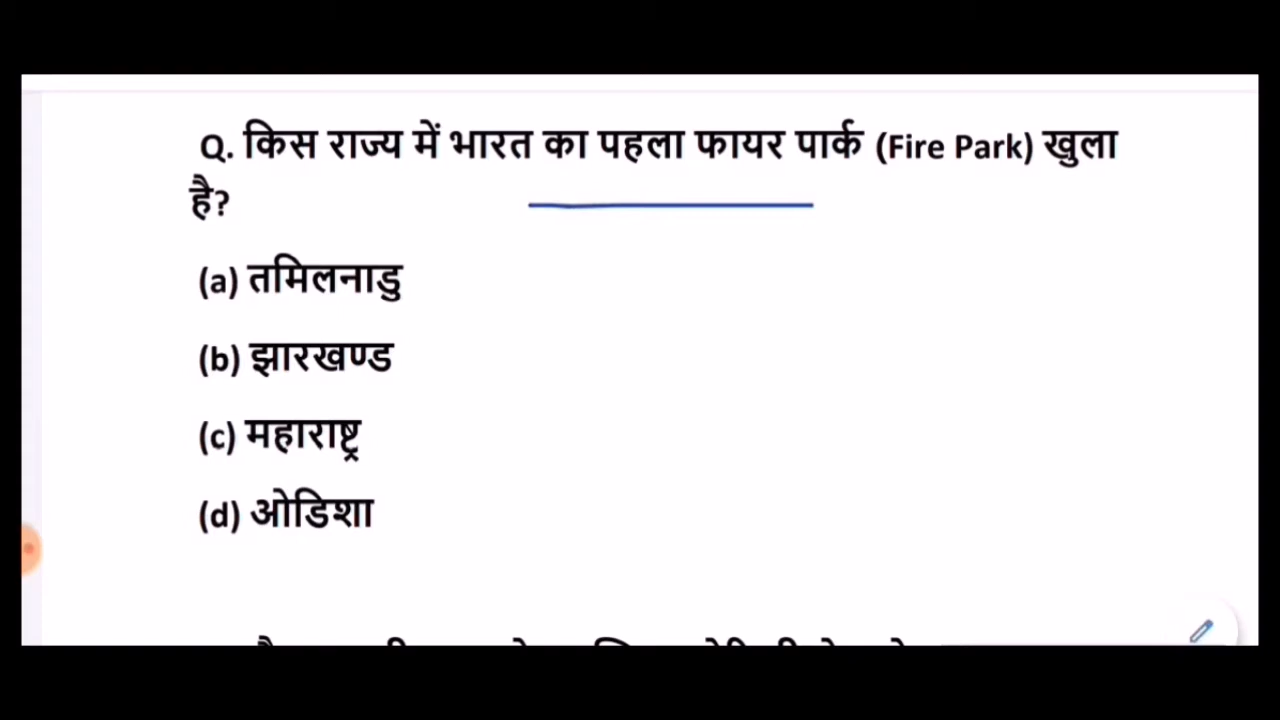 Q. किस राज्य में भारत का पहला फायर पार्क (Fire Park) खुला
है?
(a) तमिलनाडु
(b) झारखण्ड
(c) महाराष्ट्र
(d) ओडिशा